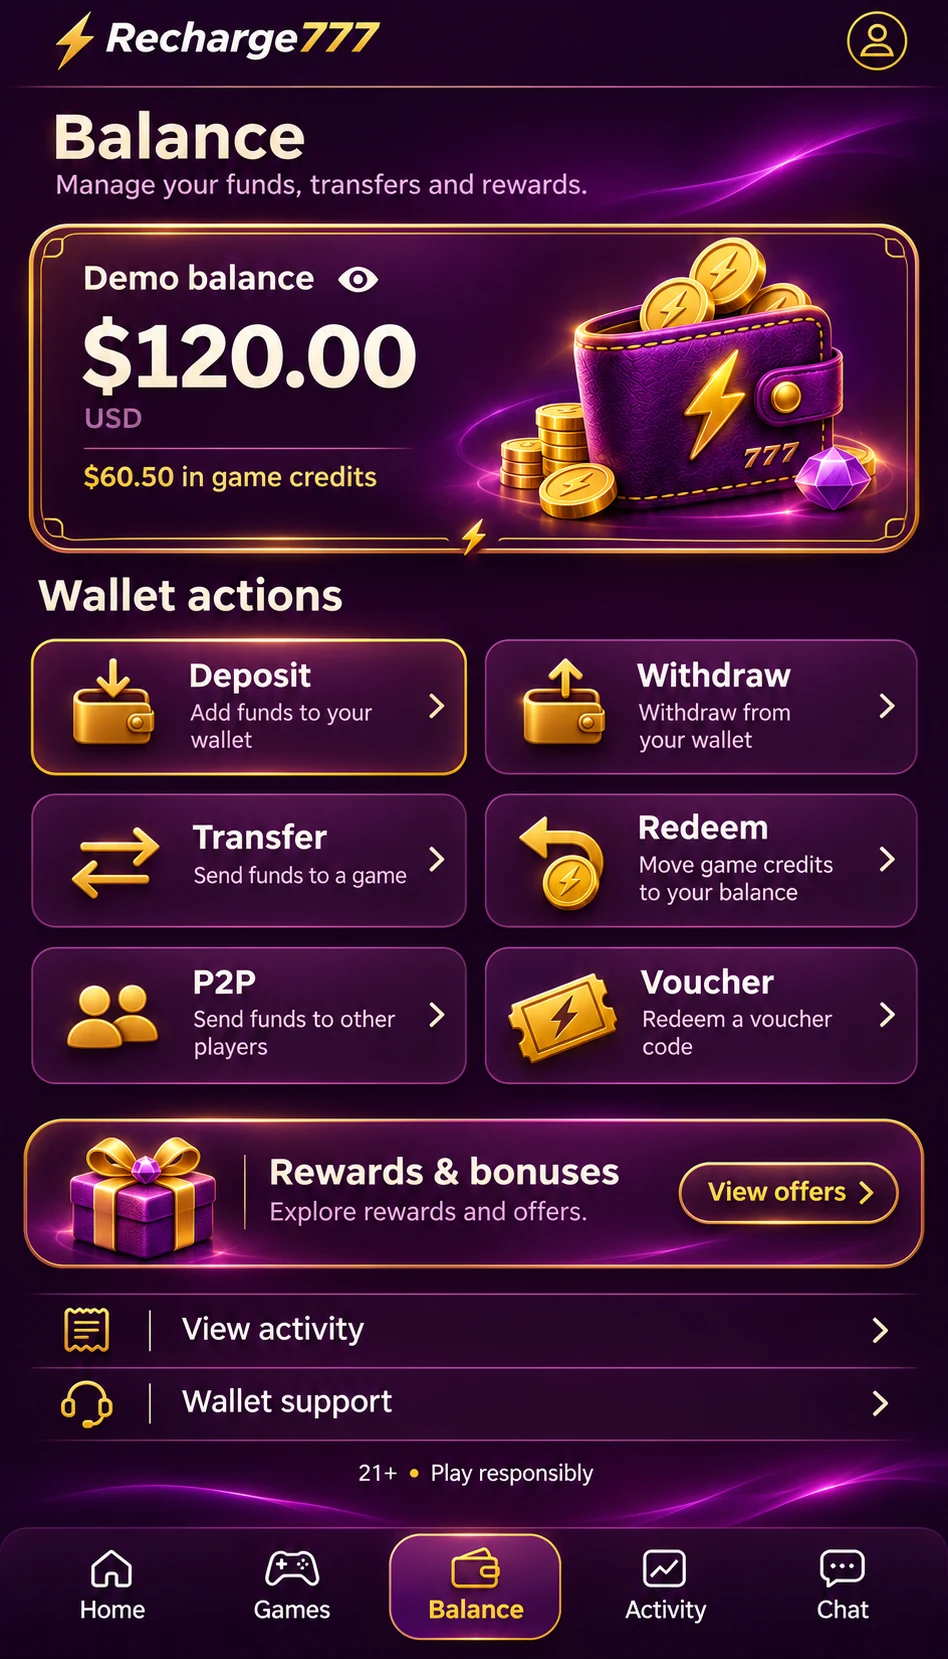 Recharge777
Balance
Manage your funds, transfers and rewards.
Demo balance
$120.00
USD
$60.50 in game credits
777
Wallet actions
Deposit
Add funds to your
wallet
Withdraw
Withdraw from
your wallet
Transfer
Send funds to a game
Redeem
Move game credits
to your balance
P2P
Send funds to other
players
Voucher
Redeem a voucher
code
Rewards & bonuses
Explore rewards and offers.
View offers
View activity
Wallet support
21+ • Play responsibly
Home
Games
Balance
Activity
Chat